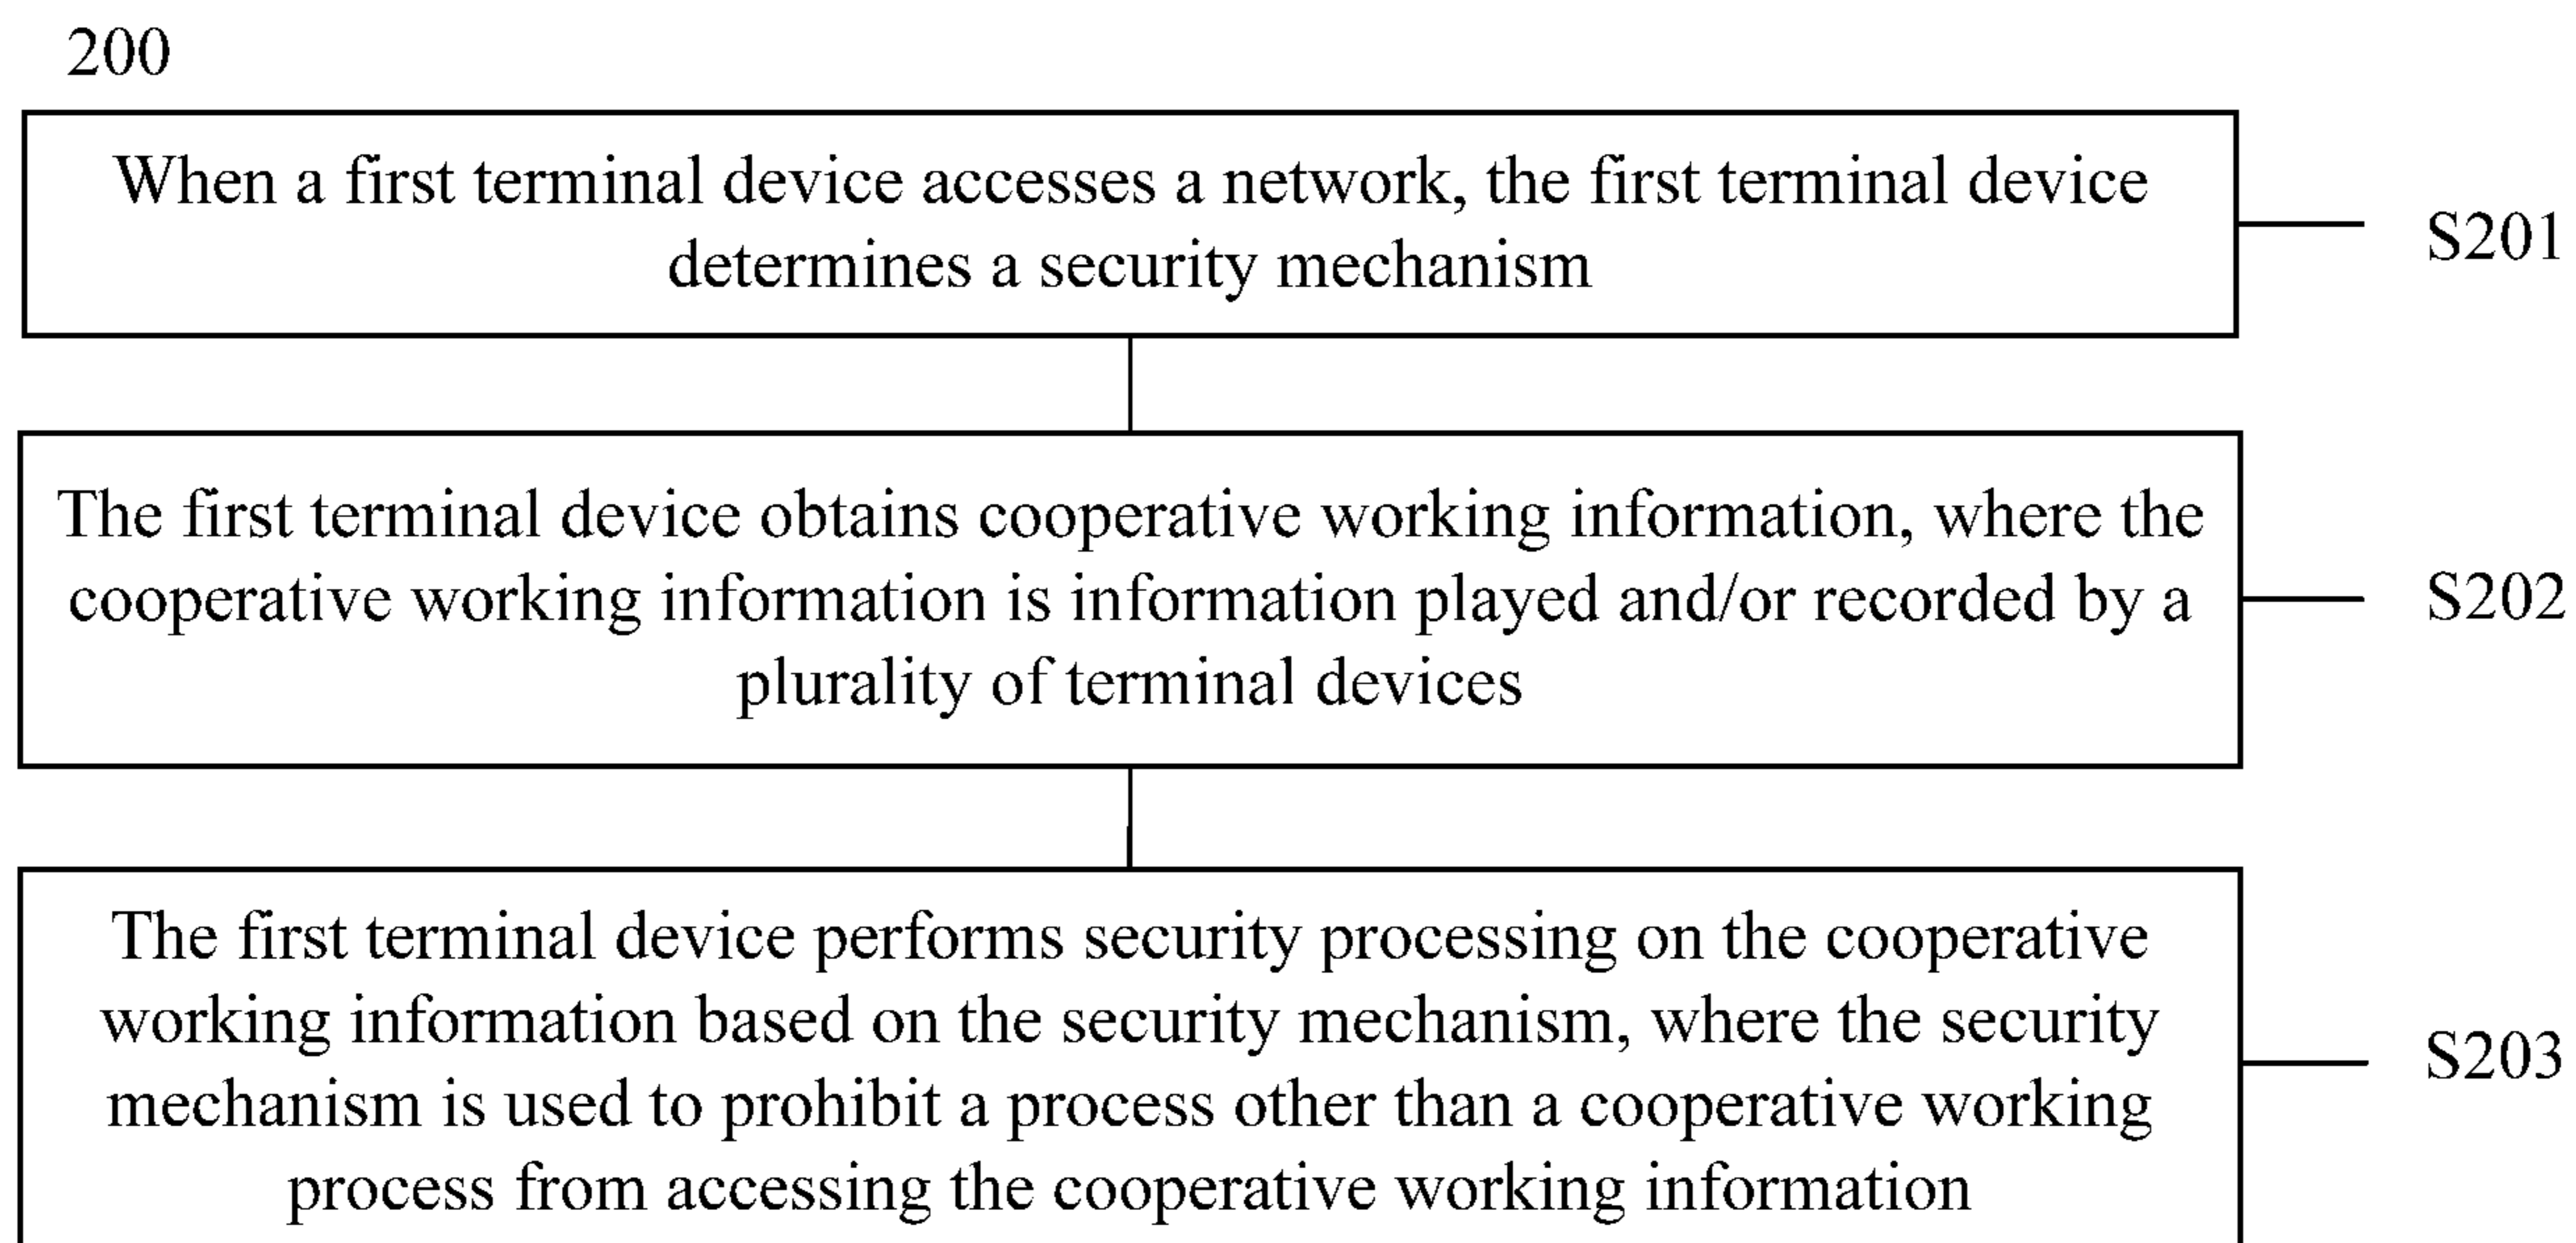 200
When a first terminal device accesses a network, the first terminal device
determines a security mechanism
S201
The first terminal device obtains cooperative working information, where the
cooperative working information is information played and/or recorded by a
plurality of terminal devices
S202
The first terminal device performs security processing on the cooperative
working information based on the security mechanism, where the security
mechanism is used to prohibit a process other than a cooperative working
process from accessing the cooperative working information
S203